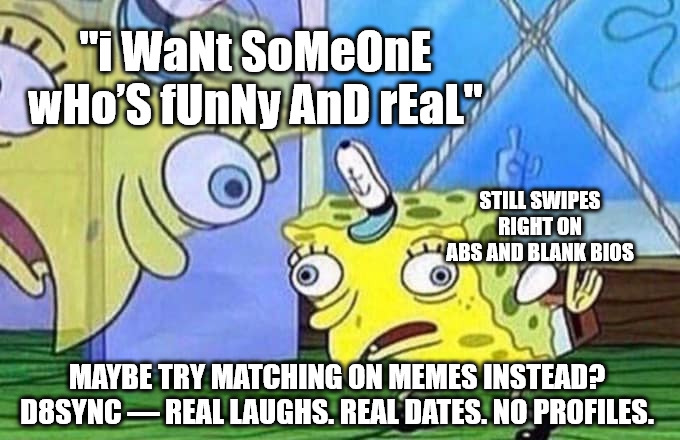 "i WaNt SoMeOnE
wHo’S fUnNy AnD rEaL"
STILL SWIPES
RIGHT ON
ABS AND BLANK BIOS
MAYBE TRY MATCHING ON MEMES INSTEAD?
D8SYNC — REAL LAUGHS. REAL DATES. NO PROFILES.